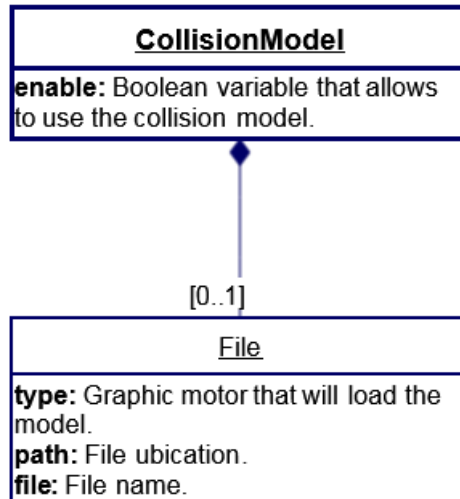 CollisionModel
enable: Boolean variable that allows
to use the collision model.
[0..1]
File
type: Graphic motor that will load the
model.
path: File ubication.
file: File name.